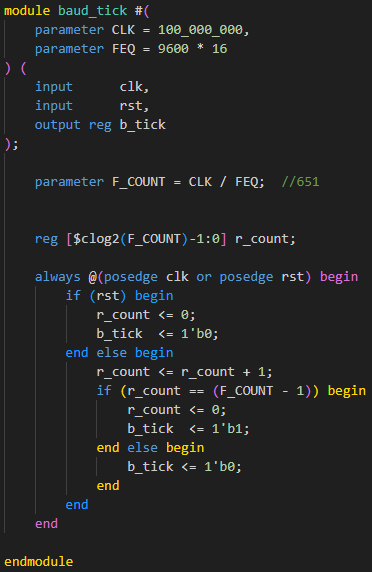 module baud_tick #(
    parameter CLK = 100_000_000,
    parameter FEQ = 9600 * 16
) (
    input      clk,
    input      rst,
    output reg b_tick
);
    parameter F_COUNT = CLK / FEQ;  //651
    reg [$clog2(F_COUNT)-1:0] r_count;
    always @(posedge clk or posedge rst) begin
        if (rst) begin
            r_count <= 0;
            b_tick  <= 1'b0;
        end else begin
            r_count <= r_count + 1;
            if (r_count == (F_COUNT - 1)) begin
                r_count <= 0;
                b_tick  <= 1'b1;
            end else begin
                b_tick <= 1'b0;
            end
        end
    end
endmodule